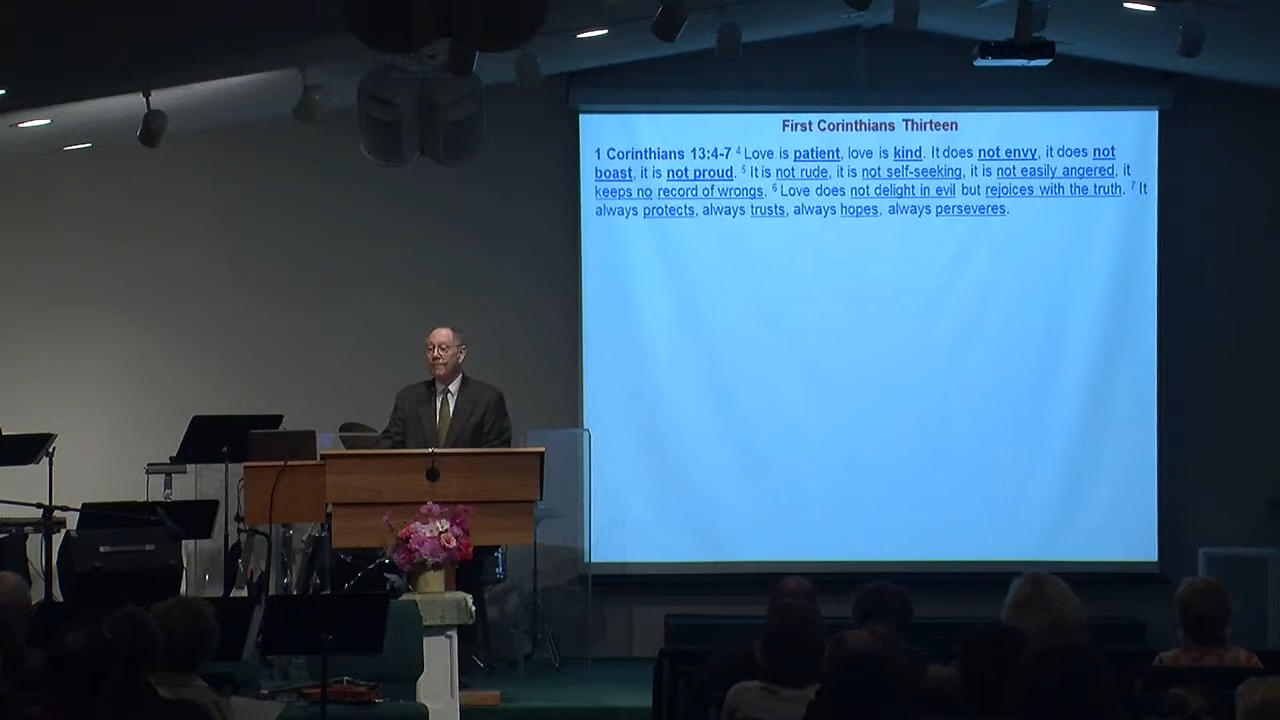 First Corinthians Thirteen
1 Corinthians 13:4-7 ⁴ Love is patient, love is kind. It does not envy, it does not
boast, it is not proud. ⁵ It is not rude, it is not self-seeking, it is not easily angered, it
keeps no record of wrongs. ⁶ Love does not delight in evil but rejoices with the truth. ⁷ It
always protects, always trusts, always hopes, always perseveres.